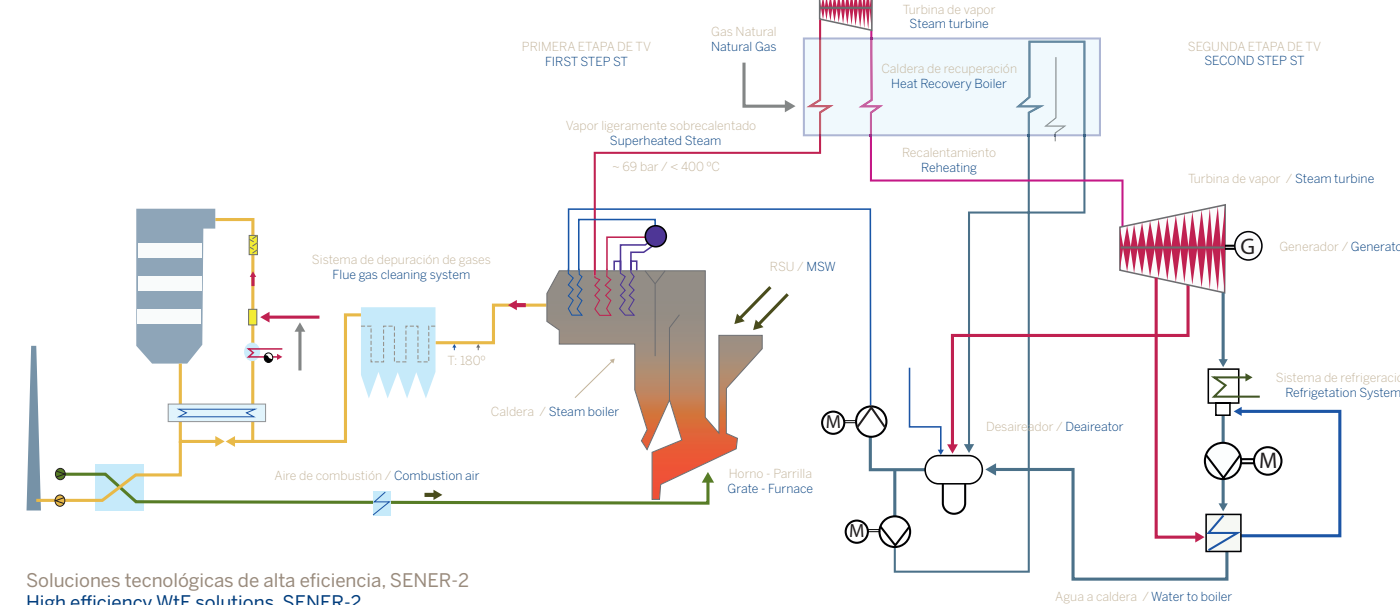 Turbina de vapor
Steam turbine
Gas Natural
Natural Gas
PRIMERA ETAPA DE TV
FIRST STEP ST
SEGUNDA ETAPA DE TV
SECOND STEP ST
Caldera de recuperación
Heat Recovery Boiler
Vapor ligeramente sobrecalentado
Superheated Steam
~ 69 bar / < 400 ºC
Recalentamiento
Reheating
Turbina de vapor / Steam turbine
G
Generador / Generato
Sistema de depuración de gases
Flue gas cleaning system
RSU / MSW
T: 180º
Caldera / Steam boiler
Sistema de refrigeració
Refrigetation System
M
Desaireador / Deaireator
M
Aire de combustión / Combustion air
Horno - Parrilla
Grate - Furnace
M
Soluciones tecnológicas de alta eficiencia, SENER-2
High efficiency WtE solutions, SENER-2
Agua a caldera / Water to boiler